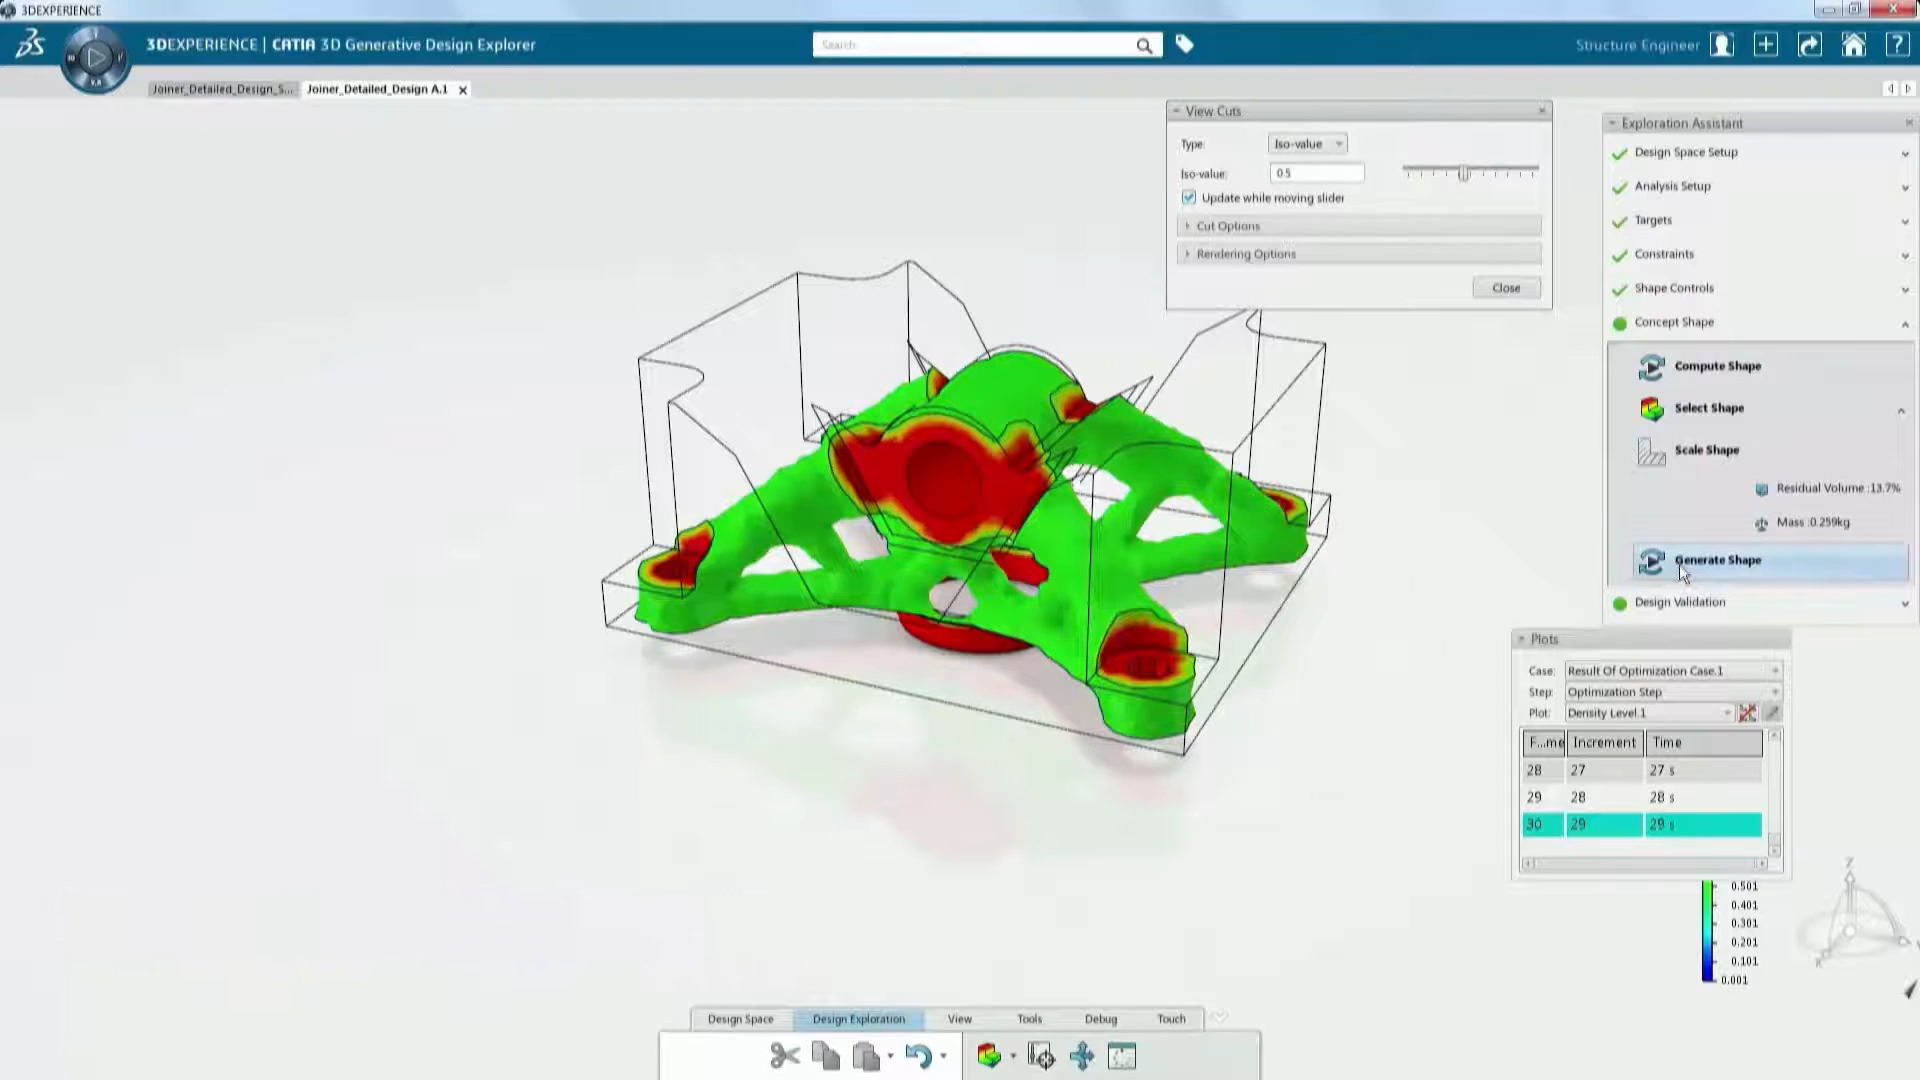 3DEXPERIENCE
3DEXPERIENCE | CATIA 3D Generative Design Explorer
Search
Structure Engineer
Joiner_Detailed_Design_S...
Joiner_Detailed_Design A.1
View Cuts
Type:
Iso-value
Iso-value:
0.5
Update while moving slider
Cut Options
Rendering Options
Close
Exploration Assistant
Design Space Setup
Analysis Setup
Targets
Constraints
Shape Controls
Concept Shape
Compute Shape
Select Shape
Scale Shape
Residual Volume :13.7%
Mass :0.259kg
Generate Shape
Design Validation
Plots
Case: Result Of Optimization Case.1
Step: Optimization Step
Plot: Density Level.1
F...me Increment Time
28 27 27 s
29 28 28 s
30 29 29 s
0.501
0.401
0.301
0.201
0.101
0.001
Z
X
Design Space Design Exploration View Tools Debug Touch